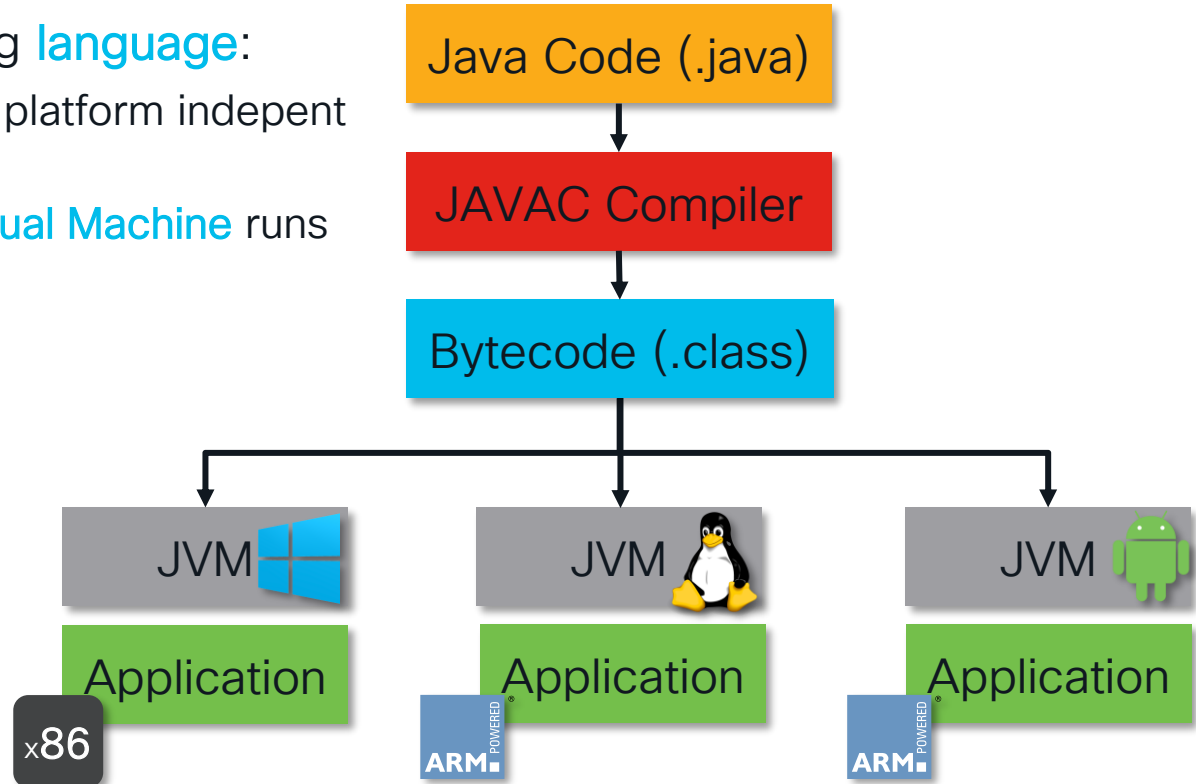 g language:
platform indepent
ual Machine runs
Java Code (.java)
JAVAC Compiler
Bytecode (.class)
JVM
JVM
JVM
Application
Application
Application
x86
ARM POWERED ®
ARM POWERED ®